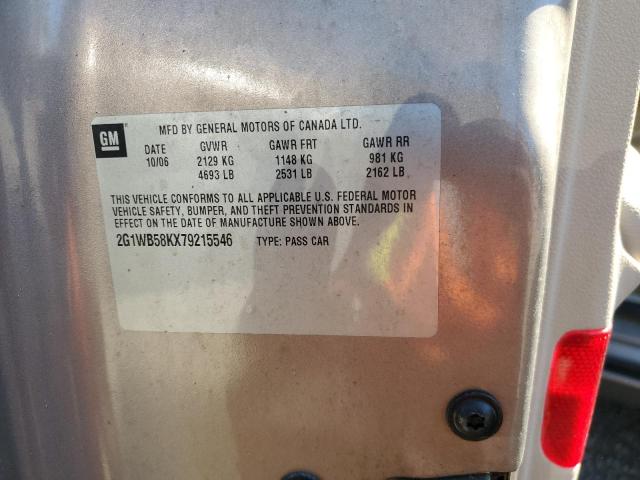 GM
MFD BY GENERAL MOTORS OF CANADA LTD.
DATE GVWR GAWR FRT GAWR RR
10/06 2129 KG 1148 KG 981 KG
4693 LB 2531 LB 2162 LB
THIS VEHICLE CONFORMS TO ALL APPLICABLE U.S. FEDERAL MOTOR
VEHICLE SAFETY, BUMPER, AND THEFT PREVENTION STANDARDS IN
EFFECT ON THE DATE OF MANUFACTURE SHOWN ABOVE.
2G1WB58KX79215546 TYPE: PASS CAR